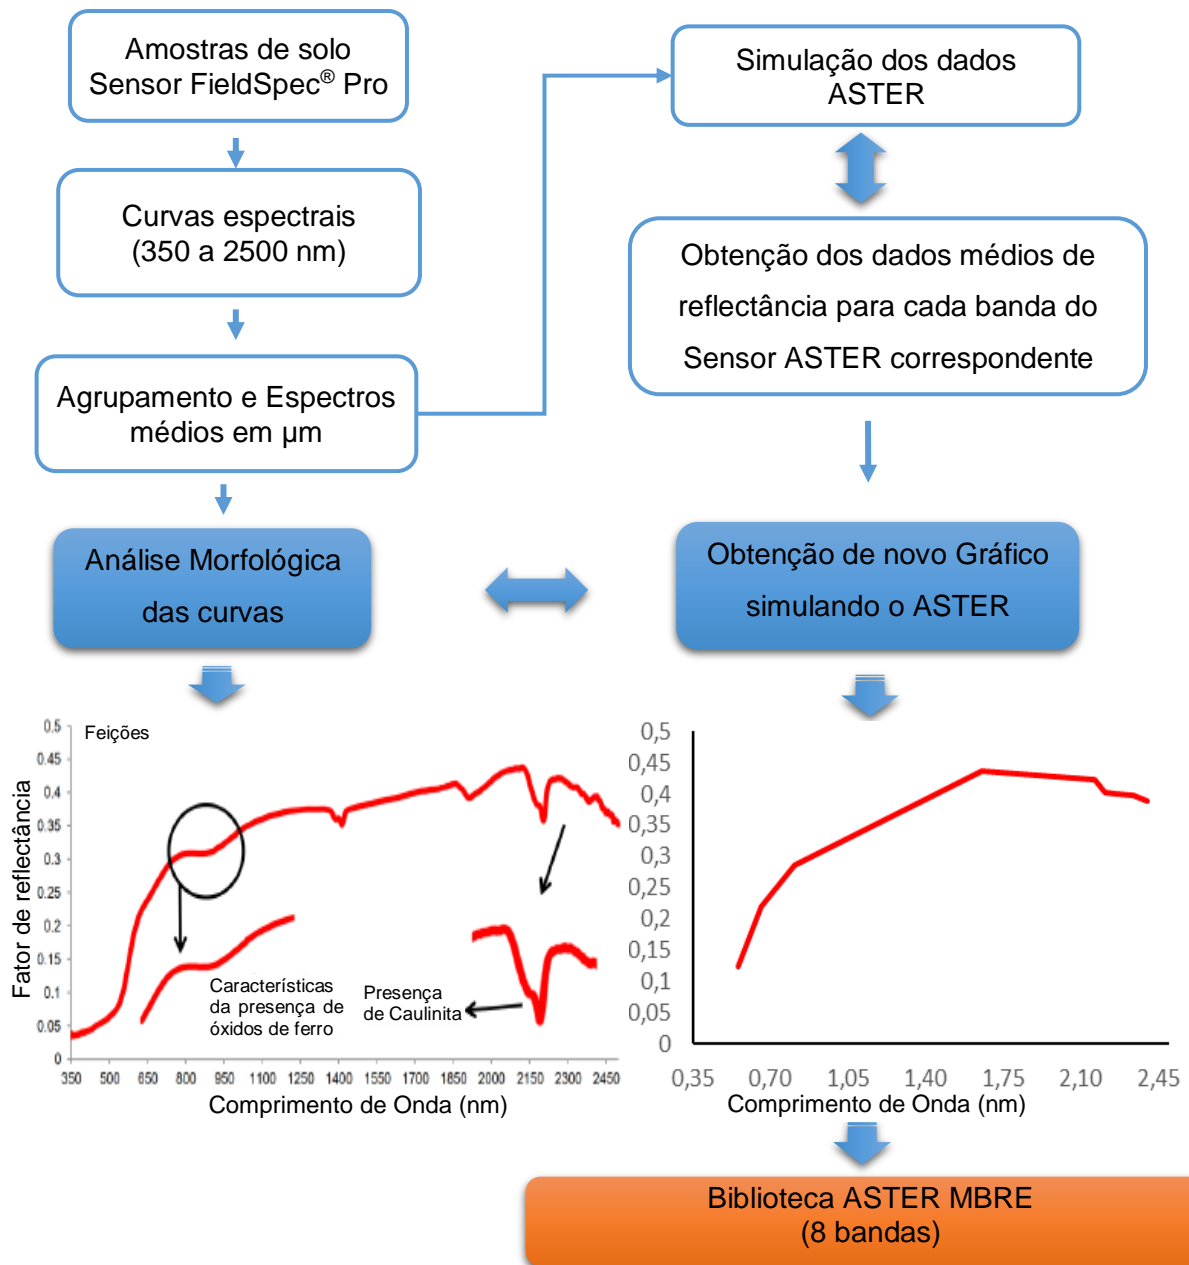 Amostras de solo
Sensor FieldSpec® Pro
Curvas espectrais
(350 a 2500 nm)
Agrupamento e Espectros
médios em µm
Simulação dos dados
ASTER
Obtenção dos dados médios de
reflectância para cada banda do
Sensor ASTER correspondente
Análise Morfológica
das curvas
Obtenção de novo Gráfico
simulando o ASTER
Feições
Fator de reflectância
0.5
0.45
0.4
0.35
0.3
0.25
0.2
0.15
0.1
0.05
0
Características
da presença de
óxidos de ferro
Presença
de Caulinita
350 500 650 800 950 1100 1250 1400 1550 1700 1850 2000 2150 2300 2450
Comprimento de Onda (nm)
0,5
0,45
0,4
0,35
0,3
0,25
0,2
0,15
0,1
0,05
0
0,35 0,70 1,05 1,40 1,75 2,10 2,45
Comprimento de Onda (nm)
Biblioteca ASTER MBRE
(8 bandas)